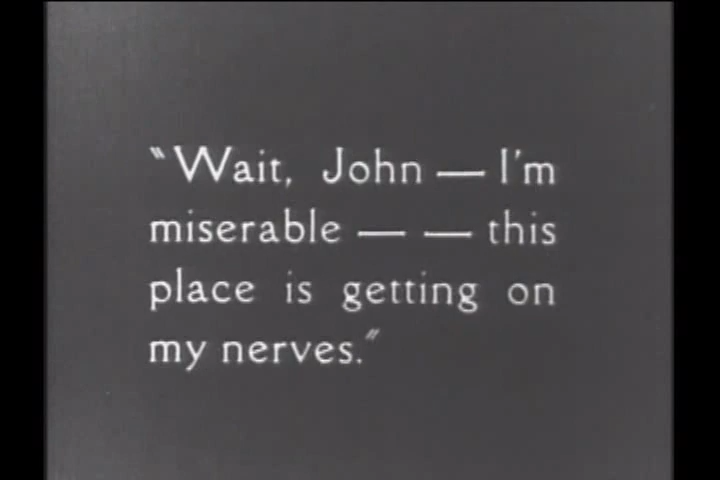 "Wait, John — I'm
miserable — — this
place is getting on
my nerves."